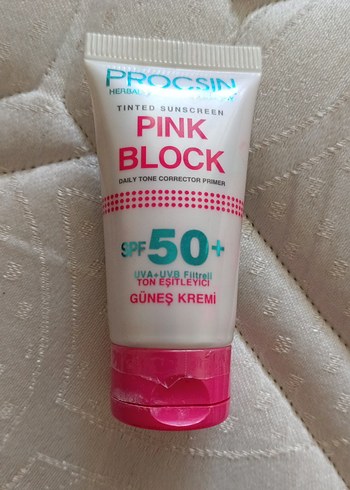 PROCSIN
HERBAL
TINTED SUNSCREEN
PINK
BLOCK
DAILY TONE CORRECTOR PRIMER
SPF 50+
UVA+UVB Filtreli
TON EŞİTLEYİCİ
GÜNEŞ KREMİ